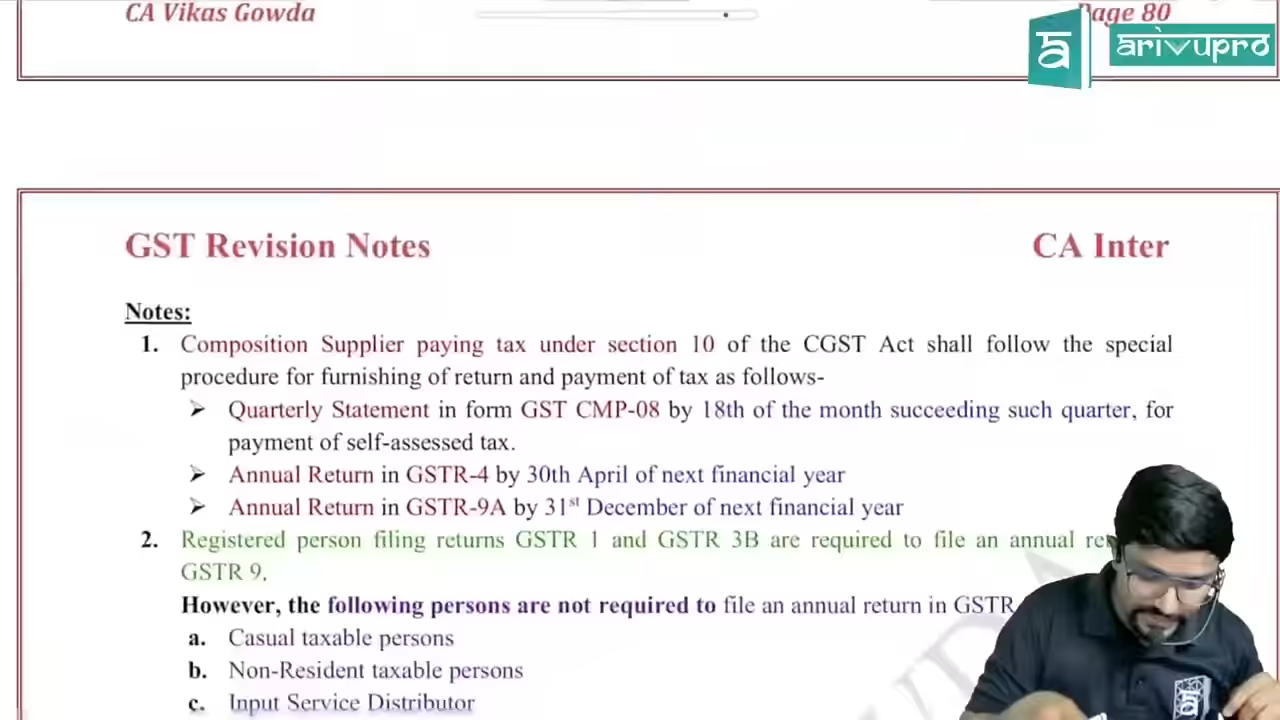 CA Vikas Gowda
Page 80
arivupro
GST Revision Notes
CA Inter
Notes:
1. Composition Supplier paying tax under section 10 of the CGST Act shall follow the special
procedure for furnishing of return and payment of tax as follows-
➢ Quarterly Statement in form GST CMP-08 by 18th of the month succeeding such quarter, for
payment of self-assessed tax.
➢ Annual Return in GSTR-4 by 30th April of next financial year
➢ Annual Return in GSTR-9A by 31st December of next financial year
2. Registered person filing returns GSTR 1 and GSTR 3B are required to file an annual
GSTR 9.
However, the following persons are not required to file an annual return in GSTR
a. Casual taxable persons
b. Non-Resident taxable persons
c. Input Service Distributor